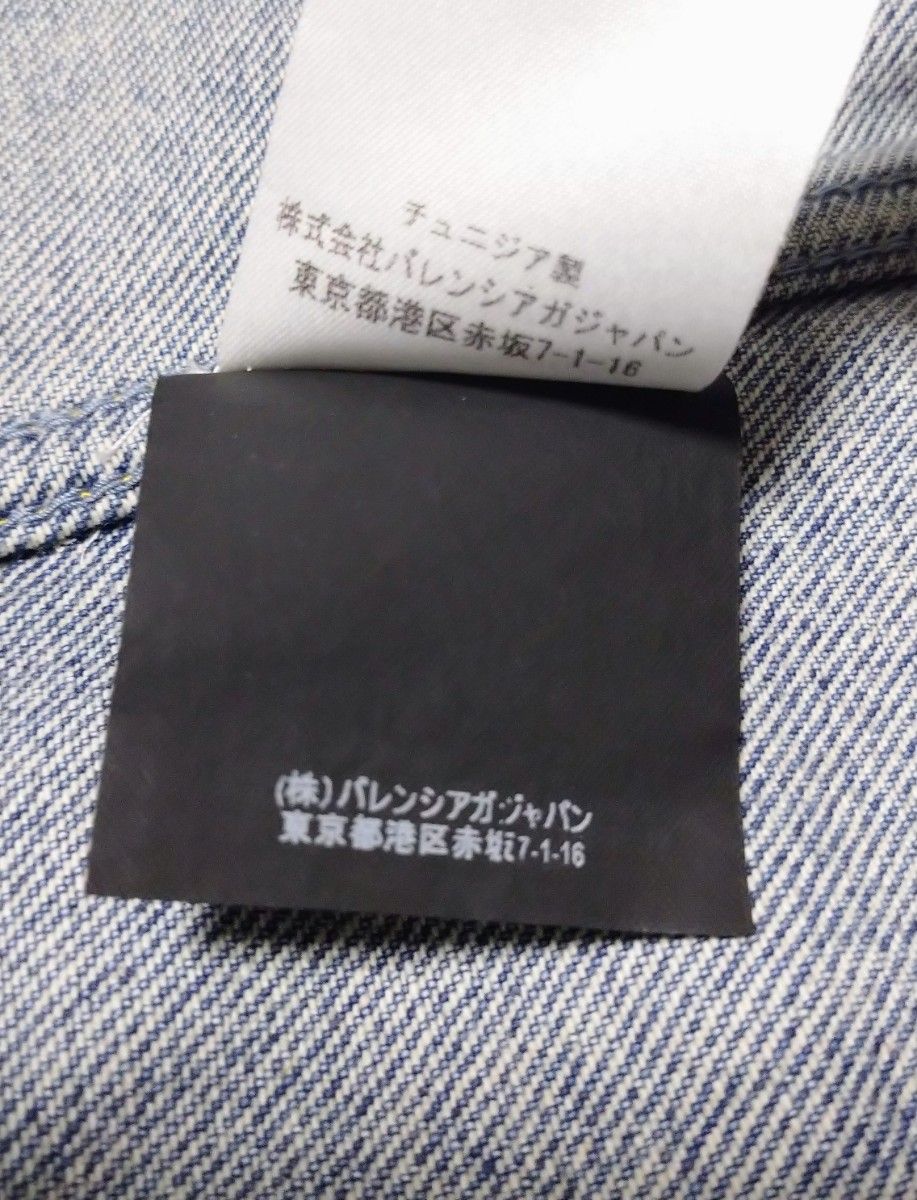 チュニジア製
株式会社バレンシアガジャパン
東京都港区赤坂7-1-16
(株)バレンシアガジャパン
東京都港区赤坂7-1-16